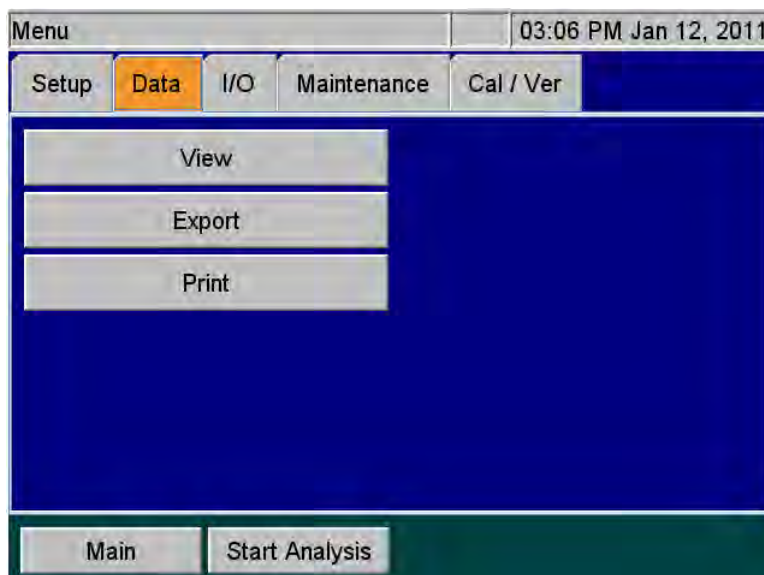 Menu 03:06 PM Jan 12, 2011
Setup Data I/O Maintenance Cal / Ver
View
Export
Print
Main Start Analysis